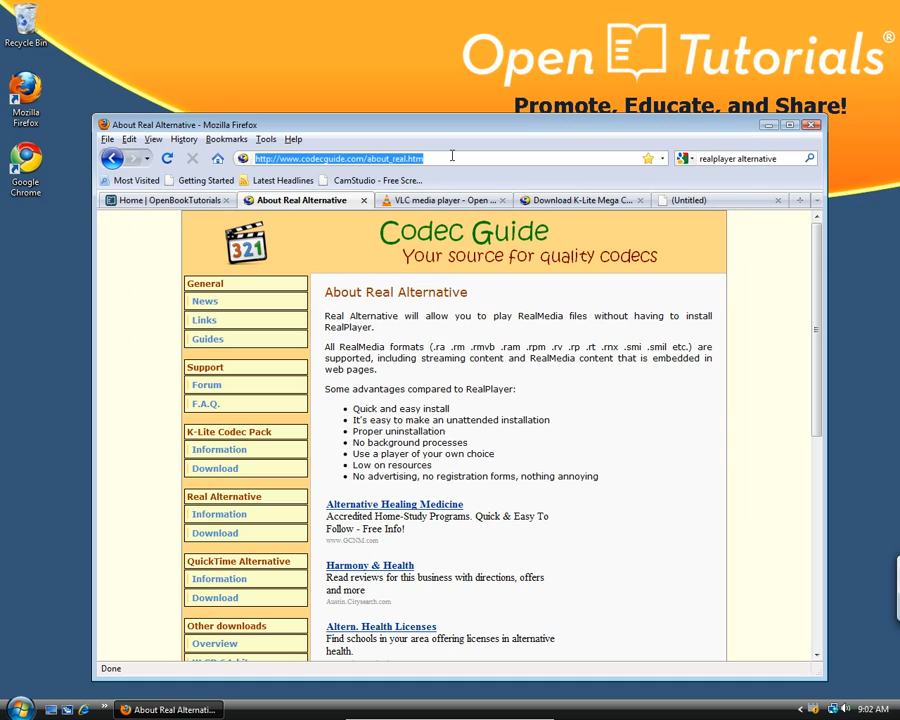 Recycle Bin
Mozilla
Firefox
Google
Chrome
Open Tutorials®
Promote, Educate, and Share!
About Real Alternative - Mozilla Firefox
File Edit View History Bookmarks Tools Help
http://www.codecguide.com/about_real.htm
realplayer alternative
Most Visited Getting Started Latest Headlines CamStudio - Free Scre...
Home | OpenBookTutorials About Real Alternative VLC media player - Open ... Download K-Lite Mega C... (Untitled)
321
Codec Guide
Your source for quality codecs
General
News
Links
Guides
Support
Forum
F.A.Q.
K-Lite Codec Pack
Information
Download
Real Alternative
Information
Download
QuickTime Alternative
Information
Download
Other downloads
Overview
About Real Alternative
Real Alternative will allow you to play RealMedia files without having to install
RealPlayer.
All RealMedia formats (.ra .rm .rmvb .ram .rpm .rv .rp .rt .rnx .smi .smil etc.) are
supported, including streaming content and RealMedia content that is embedded in
web pages.
Some advantages compared to RealPlayer:
• Quick and easy install
• It's easy to make an unattended installation
• Proper uninstallation
• No background processes
• Use a player of your own choice
• Low on resources
• No advertising, no registration forms, nothing annoying
Alternative Healing Medicine
Accredited Home-Study Programs. Quick & Easy To
Follow - Free Info!
www.GCNM.com
Harmony & Health
Read reviews for this business with directions, offers
and more
Austin.Citysearch.com
Altern. Health Licenses
Find schools in your area offering licenses in alternative
health.
Done
About Real Alternati...
9:02 AM